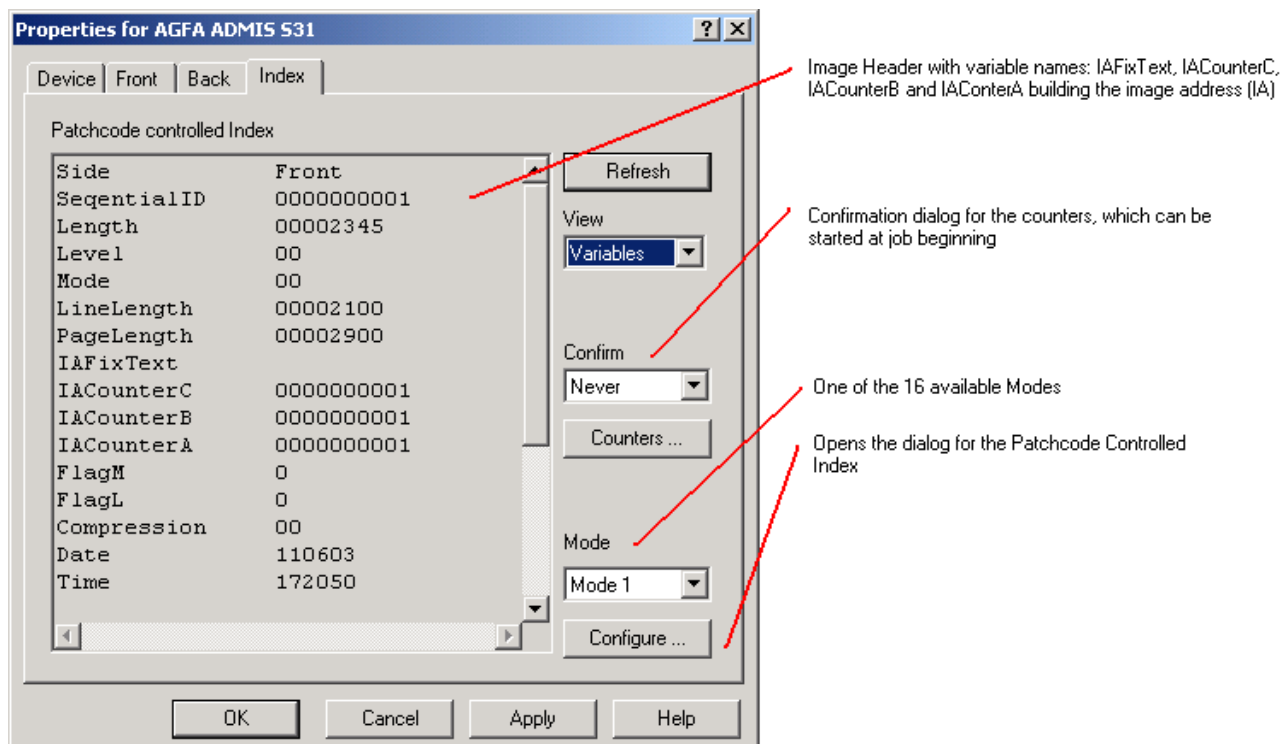 Properties for AGFA ADMIS S31
Device Front Back Index
Patchcode controlled Index
Side Front
SeqentialID 0000000001
Length 00002345
Level 00
Mode 00
LineLength 00002100
PageLength 00002900
IAFixText
IACounterC 0000000001
IACounterB 0000000001
IACounterA 0000000001
FlagM 0
FlagL 0
Compression 00
Date 110603
Time 172050
Refresh
View
Variables
Confirm
Never
Counters ...
Mode
Mode 1
Configure ...
OK Cancel Apply Help
Image Header with variable names: IAFixText, IACounterC,
IACounterB and IAConterA building the image address (IA)
Confirmation dialog for the counters, which can be
started at job beginning
One of the 16 available Modes
Opens the dialog for the Patchcode Controlled
Index